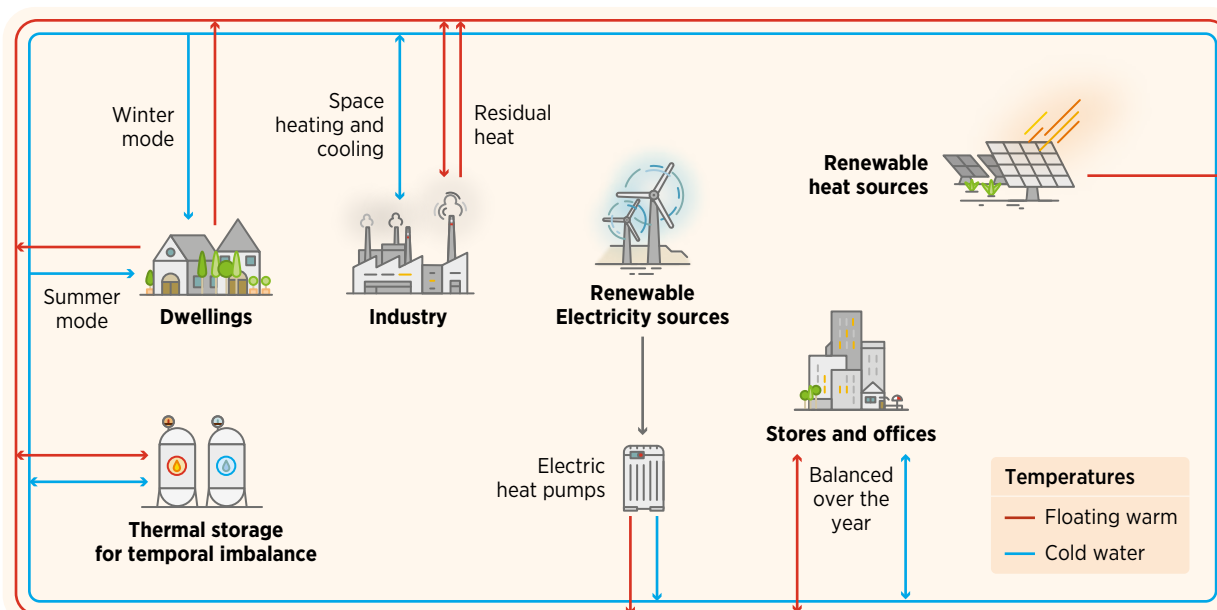 Winter
mode
Space
heating and
cooling
Residual
heat
Renewable
heat sources
Summer
mode
Dwellings
Industry
Renewable
Electricity sources
Stores and offices
Electric
heat pumps
Balanced
over the
year
Thermal storage
for temporal imbalance
Temperatures
Floating warm
Cold water